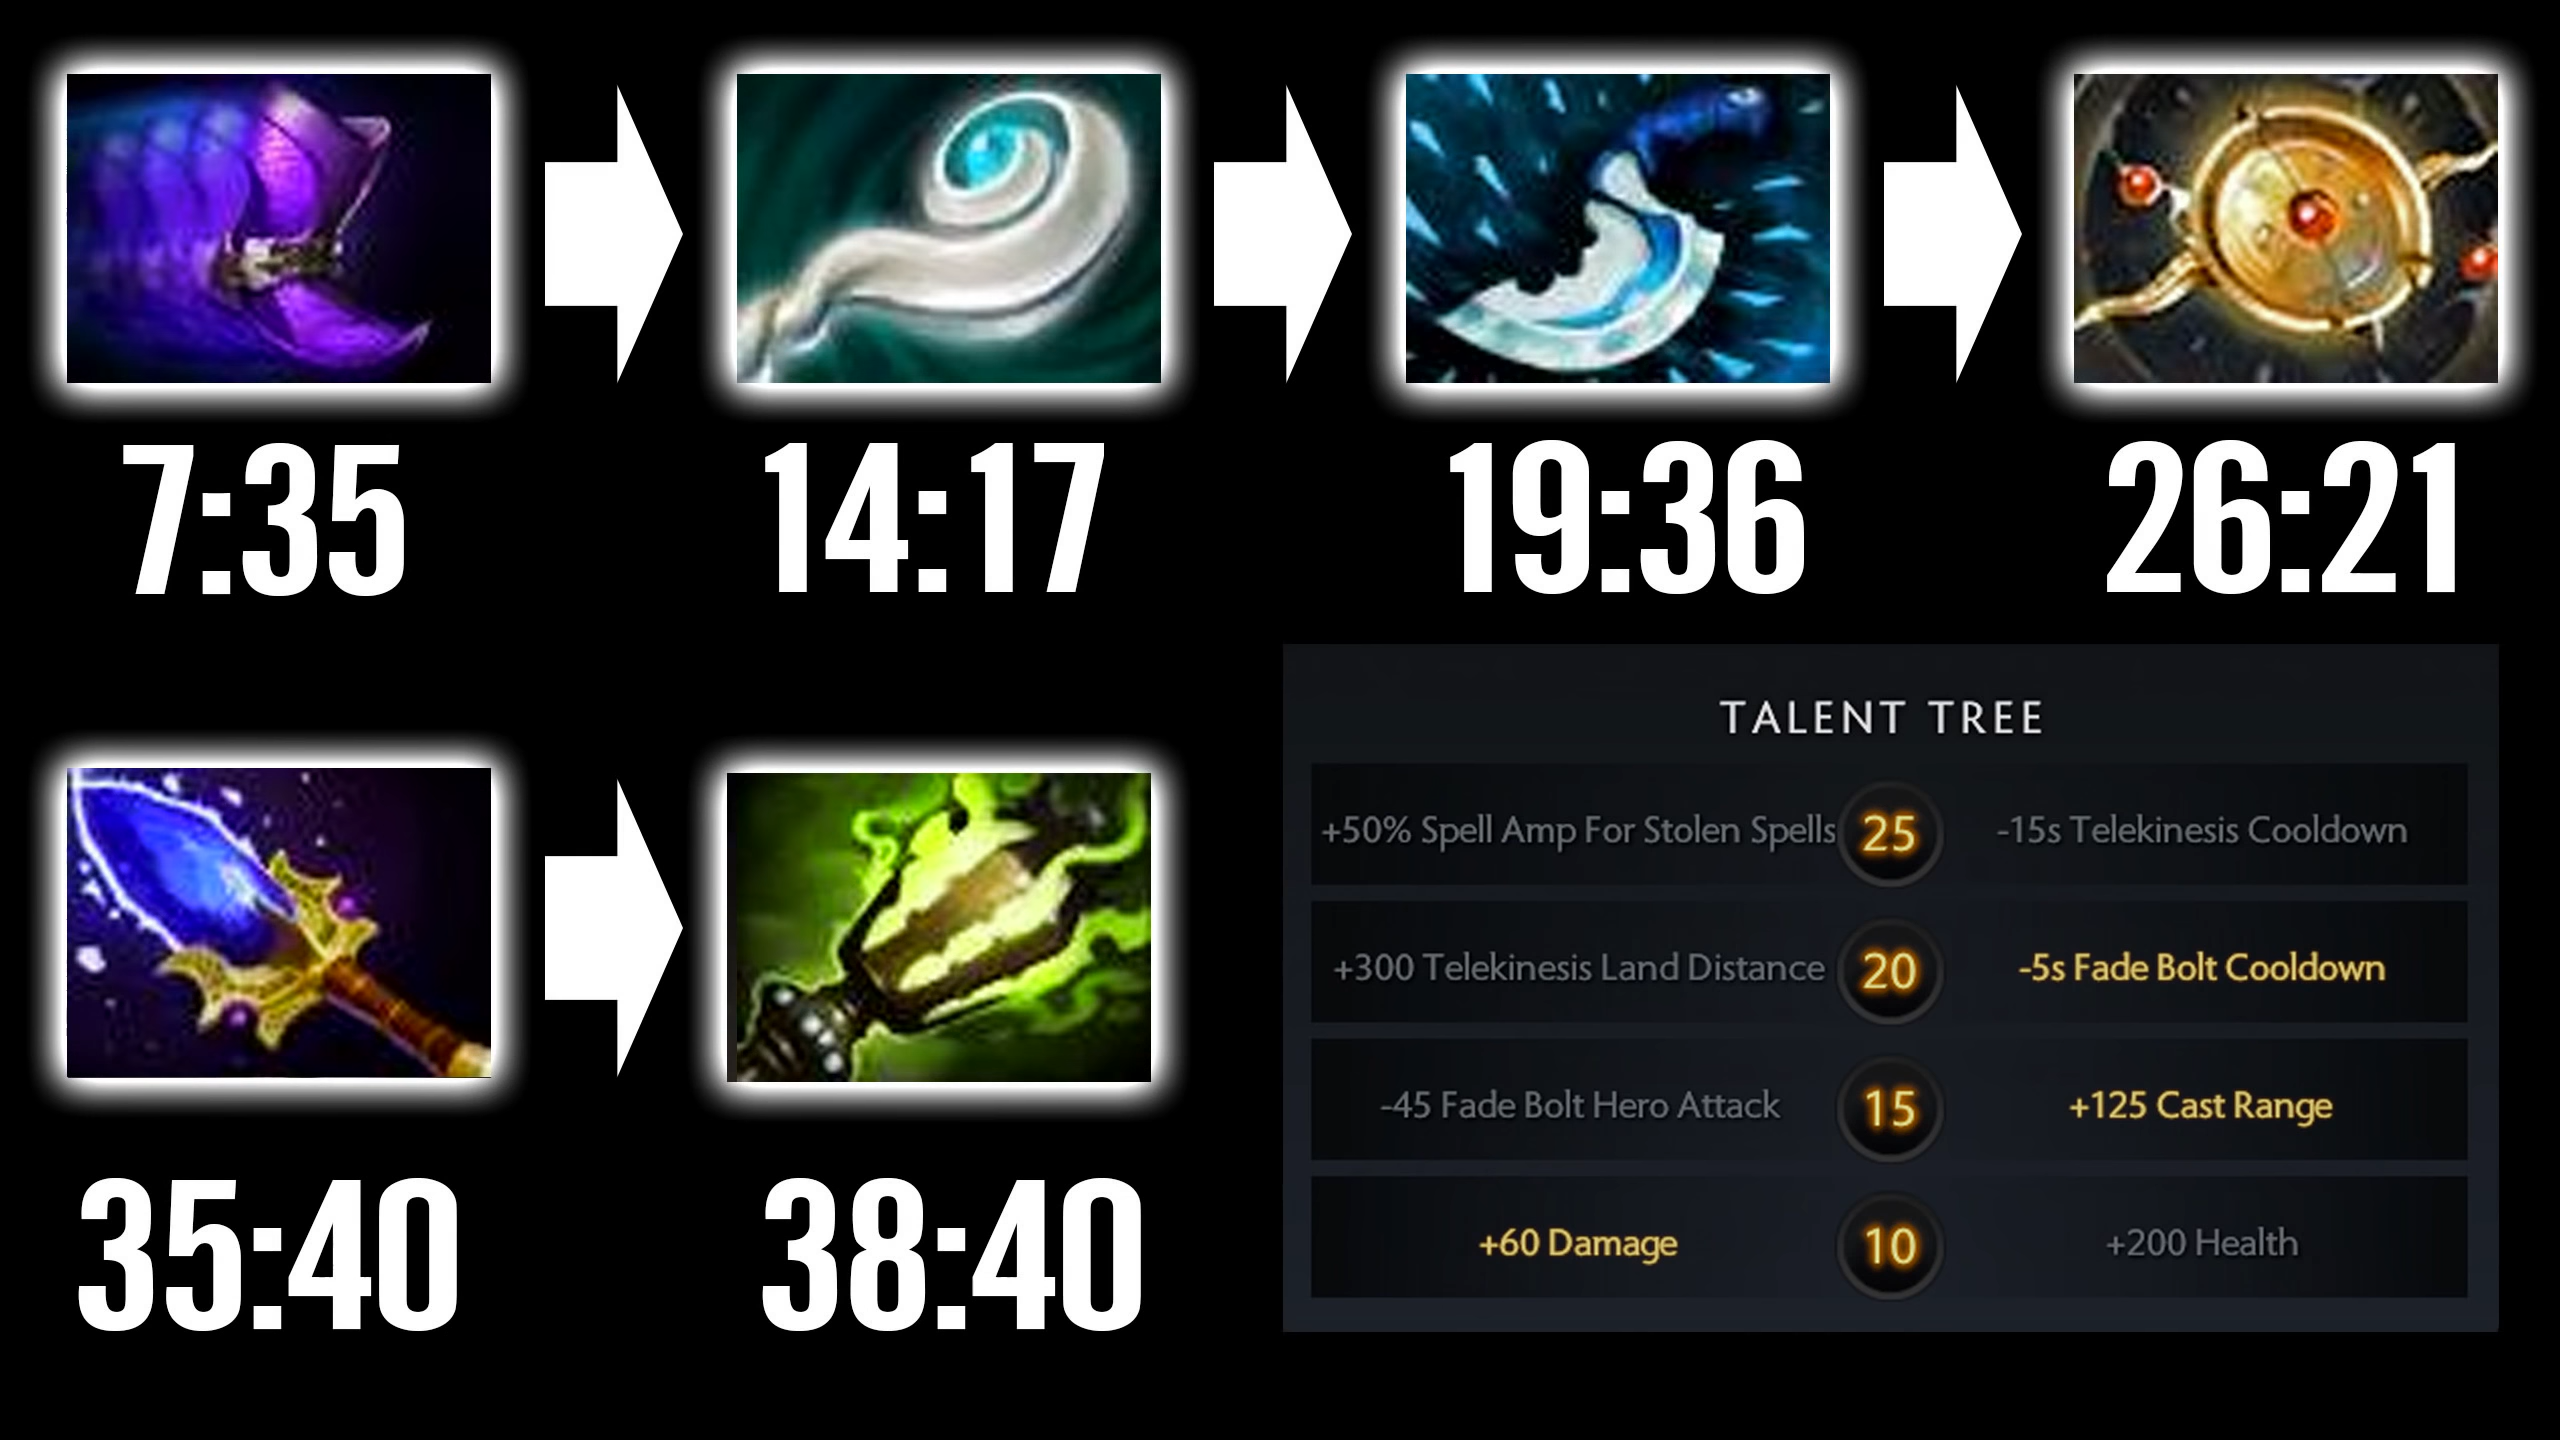 7:35 14:17 19:36 26:21
35:40 38:40
TALENT TREE
+50% Spell Amp For Stolen Spells 25 -15s Telekinesis Cooldown
+300 Telekinesis Land Distance 20 -5s Fade Bolt Cooldown
-45 Fade Bolt Hero Attack 15 +125 Cast Range
+60 Damage 10 +200 Health